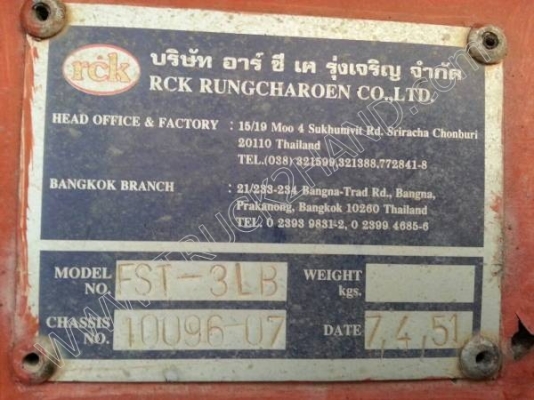 rck
บริษัท อาร์ ซี เค รุ่งเจริญ จำกัด
RCK RUNGCHAROEN CO.,LTD.
HEAD OFFICE & FACTORY : 15/19 Moo 4 Sukhumvit Rd. Sriracha Chonburi
20110 Thailand
TEL.(038) 321599,321388,772841-8
BANGKOK BRANCH : 21/233-234 Bangna-Trad Rd., Bangna,
Prakanong, Bangkok 10260 Thailand
TEL. 0 2393 9831-2, 0 2399 4685-6
MODEL NO. FST-3LB WEIGHT kgs.
CHASSIS NO. 10096-07 DATE 7,4,51
WWW.TRUCK2HAND.COM